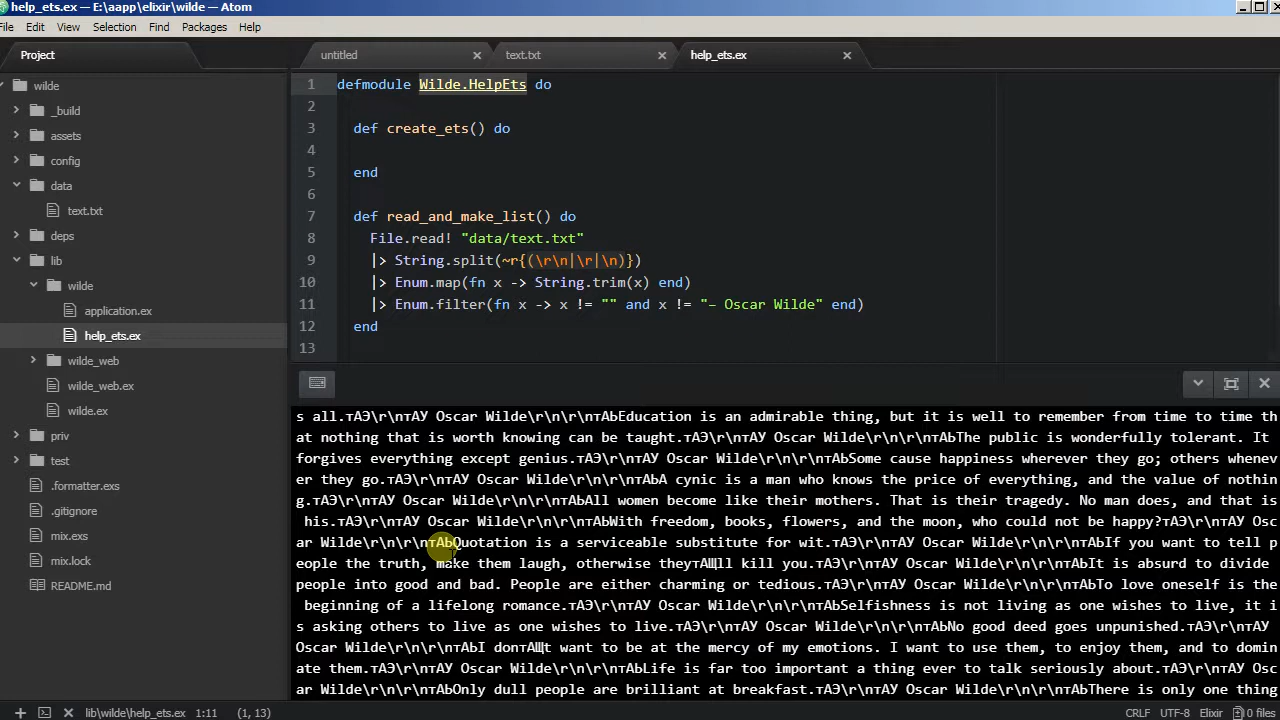 help_ets.ex — E:\aapp\elixir\wilde — Atom
File Edit View Selection Find Packages Help
Project
untitled
text.txt
help_ets.ex
wilde
_build
assets
config
data
text.txt
deps
lib
wilde
application.ex
help_ets.ex
wilde_web
wilde_web.ex
wilde.ex
priv
test
.formatter.exs
.gitignore
mix.exs
mix.lock
README.md
1 defmodule Wilde.HelpEts do
2
3 def create_ets() do
4
5 end
6
7 def read_and_make_list() do
8 File.read! "data/text.txt"
9 |> String.split(~r{(\r\n|\r|\n)})
10 |> Enum.map(fn x -> String.trim(x) end)
11 |> Enum.filter(fn x -> x != "" and x != "– Oscar Wilde" end)
12 end
13
s all.тАЭ\r\nтАУ Oscar Wilde\r\n\r\nтАЬEducation is an admirable thing, but it is well to remember from time to time th
at nothing that is worth knowing can be taught.тАЭ\r\nтАУ Oscar Wilde\r\n\r\nтАЬThe public is wonderfully tolerant. It
forgives everything except genius.тАЭ\r\nтАУ Oscar Wilde\r\n\r\nтАЬSome cause happiness wherever they go; others whenev
er they go.тАЭ\r\nтАУ Oscar Wilde\r\n\r\nтАЬA cynic is a man who knows the price of everything, and the value of nothin
g.тАЭ\r\nтАУ Oscar Wilde\r\n\r\nтАЬAll women become like their mothers. That is their tragedy. No man does, and that is
his.тАЭ\r\nтАУ Oscar Wilde\r\n\r\nтАЬWith freedom, books, flowers, and the moon, who could not be happy?тАЭ\r\nтАУ Osc
ar Wilde\r\n\r\nтАЬQuotation is a serviceable substitute for wit.тАЭ\r\nтАУ Oscar Wilde\r\n\r\nтАЬIf you want to tell p
eople the truth, make them laugh, otherwise theyтАЩll kill you.тАЭ\r\nтАУ Oscar Wilde\r\n\r\nтАЬIt is absurd to divide
people into good and bad. People are either charming or tedious.тАЭ\r\nтАУ Oscar Wilde\r\n\r\nтАЬTo love oneself is the
beginning of a lifelong romance.тАЭ\r\nтАУ Oscar Wilde\r\n\r\nтАЬSelfishness is not living as one wishes to live, it i
s asking others to live as one wishes to live.тАЭ\r\nтАУ Oscar Wilde\r\n\r\nтАЬNo good deed goes unpunished.тАЭ\r\nтАУ
Oscar Wilde\r\n\r\nтАЬI donтАЩt want to be at the mercy of my emotions. I want to use them, to enjoy them, and to domin
ate them.тАЭ\r\nтАУ Oscar Wilde\r\n\r\nтАЬLife is far too important a thing ever to talk seriously about.тАЭ\r\nтАУ Osc
ar Wilde\r\n\r\nтАЬOnly dull people are brilliant at breakfast.тАЭ\r\nтАУ Oscar Wilde\r\n\r\nтАЬThere is only one thing
lib\wilde\help_ets.ex 1:11 (1, 13) CRLF UTF-8 Elixir 0 files